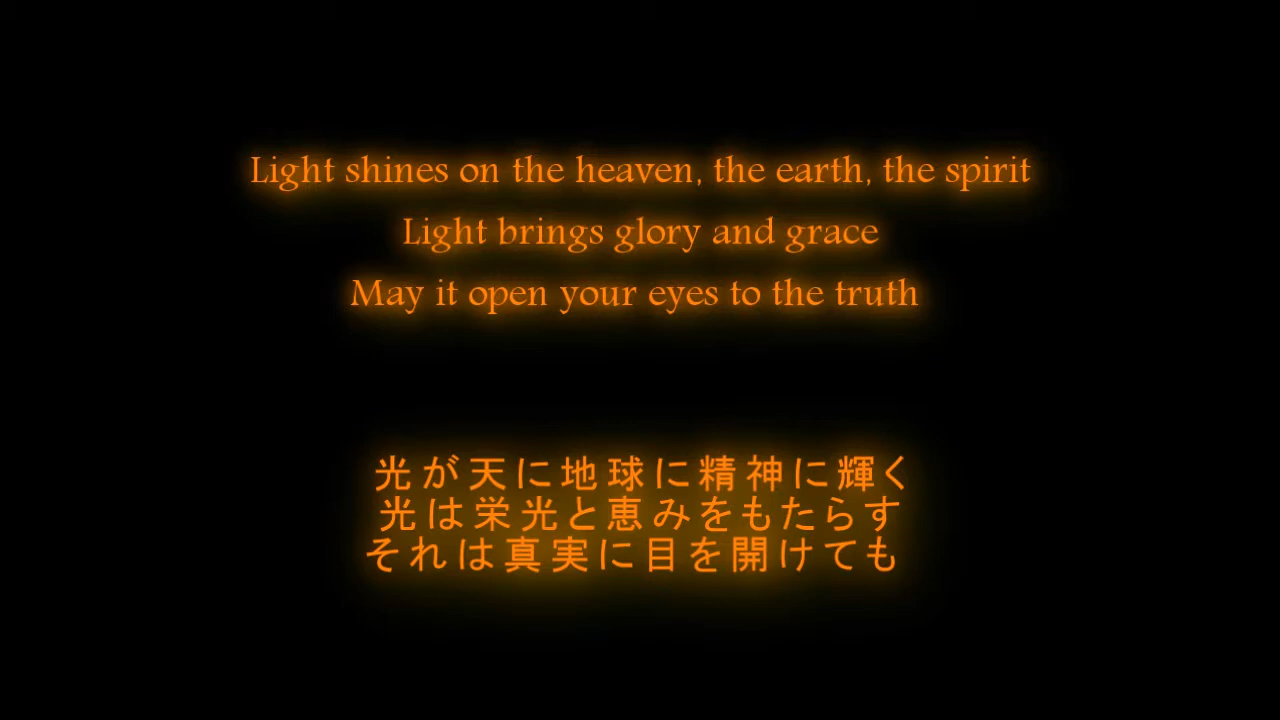 Light shines on the heaven, the earth, the spirit
Light brings glory and grace
May it open your eyes to the truth
光が天に地球に精神に輝く
光は栄光と恵みをもたらす
それは真実に目を開けても